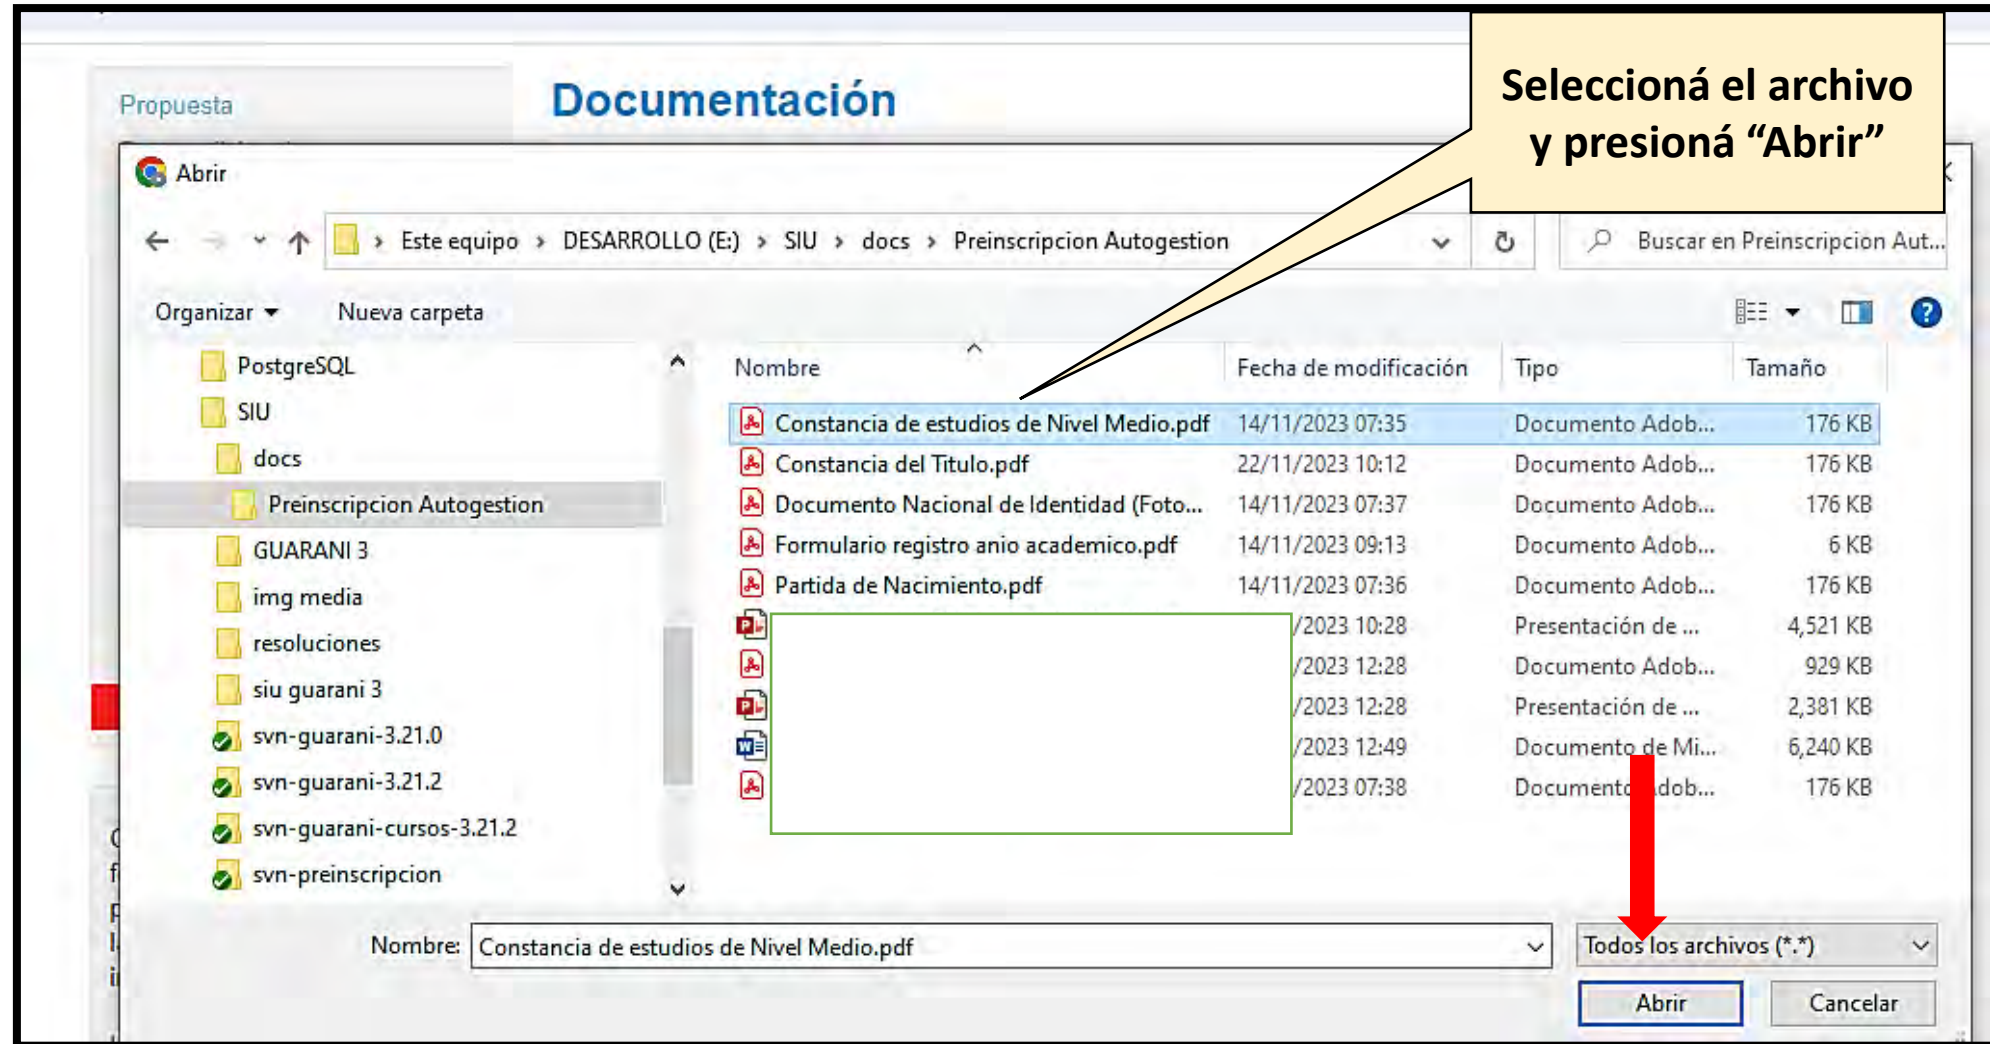 Seleccioná el archivo
y presioná “Abrir”
Propuesta
Documentación
Abrir
Este equipo > DESARROLLO (E:) > SIU > docs > Preinscripcion Autogestion
Buscar en Preinscripcion Aut...
Organizar
Nueva carpeta
PostgreSQL
SIU
docs
Preinscripcion Autogestion
GUARANI 3
img media
resoluciones
siu guarani 3
svn-guarani-3.21.0
svn-guarani-3.21.2
svn-guarani-cursos-3.21.2
svn-preinscripcion
Nombre Fecha de modificación Tipo Tamaño
Constancia de estudios de Nivel Medio.pdf 14/11/2023 07:35 Documento Adob... 176 KB
Constancia del Titulo.pdf 22/11/2023 10:12 Documento Adob... 176 KB
Documento Nacional de Identidad (Foto... 14/11/2023 07:37 Documento Adob... 176 KB
Formulario registro anio academico.pdf 14/11/2023 09:13 Documento Adob... 6 KB
Partida de Nacimiento.pdf 14/11/2023 07:36 Documento Adob... 176 KB
/2023 10:28 Presentación de ... 4,521 KB
/2023 12:28 Documento Adob... 929 KB
/2023 12:28 Presentación de ... 2,381 KB
/2023 12:49 Documento de Mi... 6,240 KB
/2023 07:38 Documento Adob... 176 KB
Nombre: Constancia de estudios de Nivel Medio.pdf
Todos los archivos (*.*)
Abrir
Cancelar